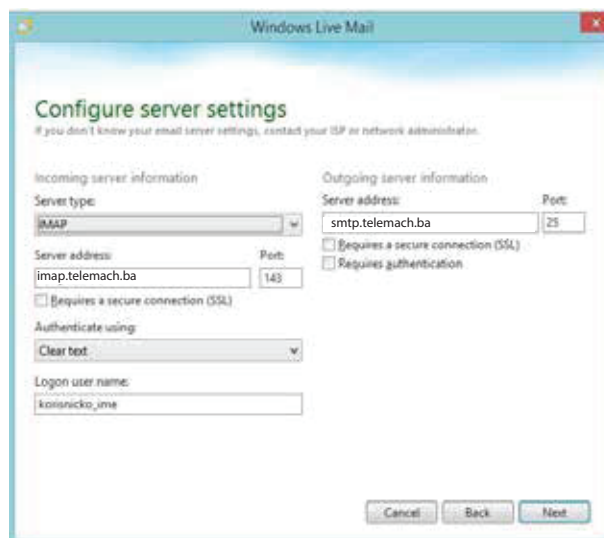 Windows Live Mail
Configure server settings
If you don't know your email server settings, contact your ISP or network administrator.
Incoming server information
Server type:
IMAP
Server address:
Port:
imap.telemach.ba
143
Requires a secure connection (SSL)
Authenticate using:
Clear text
Logon user name:
korisnicko_ime
Outgoing server information
Server address:
Port:
smtp.telemach.ba
25
Requires a secure connection (SSL)
Requires authentication
Cancel
Back
Next